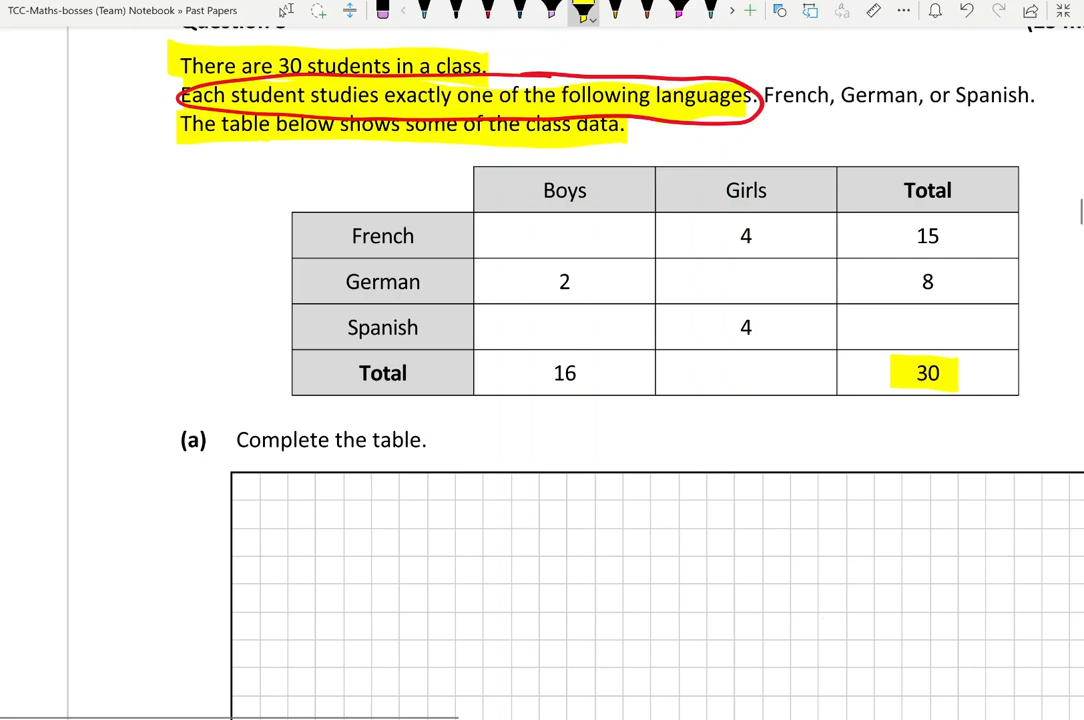 TCC-Maths-bosses (Team) Notebook » Past Papers
There are 30 students in a class.
Each student studies exactly one of the following languages: French, German, or Spanish.
The table below shows some of the class data.
Boys Girls Total
French 4 15
German 2 8
Spanish 4
Total 16 30
(a) Complete the table.